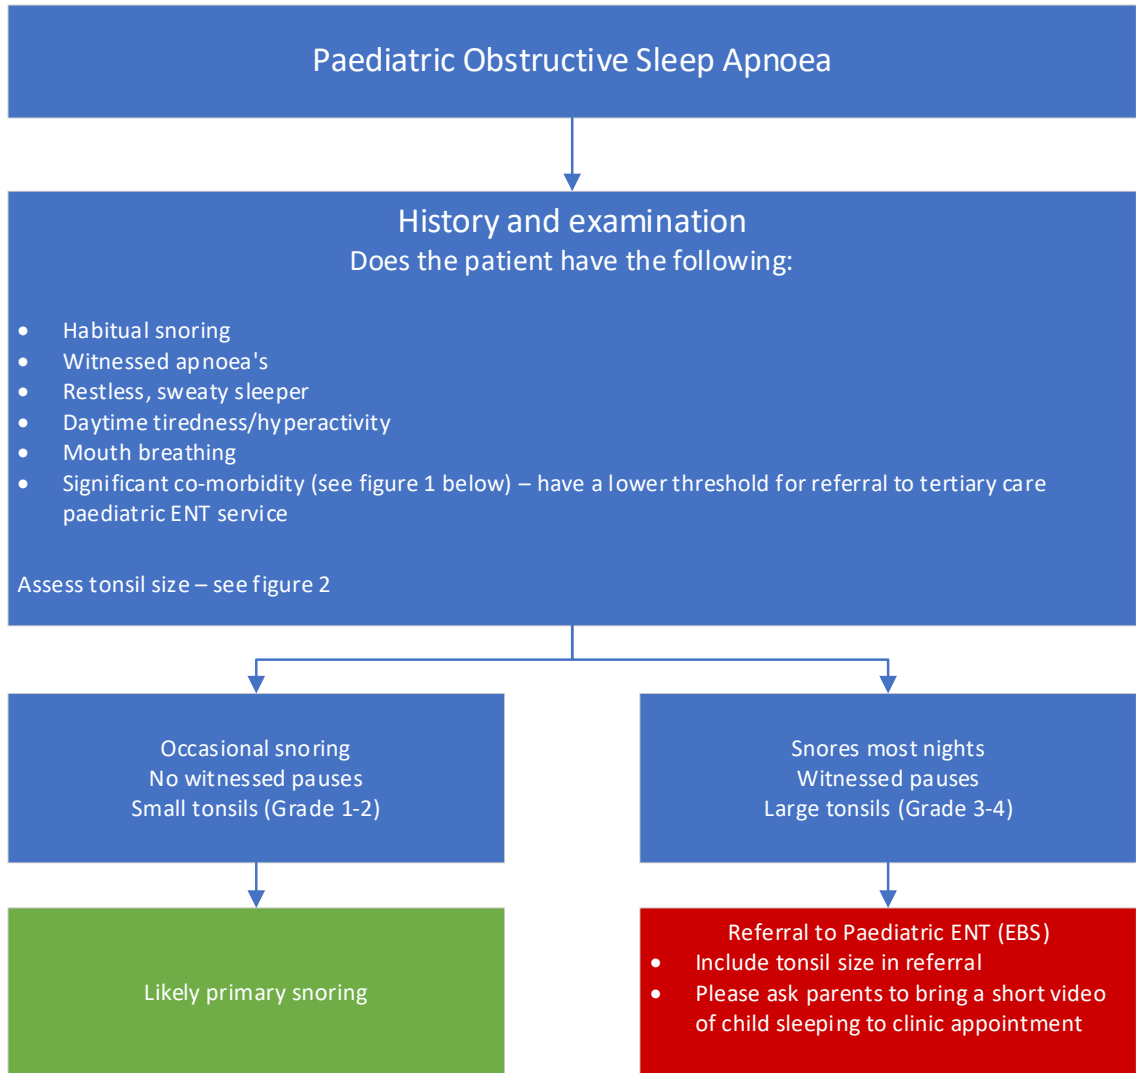 Paediatric Obstructive Sleep Apnoea
History and examination
Does the patient have the following:
• Habitual snoring
• Witnessed apnoea's
• Restless, sweaty sleeper
• Daytime tiredness/hyperactivity
• Mouth breathing
• Significant co-morbidity (see figure 1 below) – have a lower threshold for referral to tertiary care
paediatric ENT service
Assess tonsil size – see figure 2
Occasional snoring
No witnessed pauses
Small tonsils (Grade 1-2)
Snores most nights
Witnessed pauses
Large tonsils (Grade 3-4)
Likely primary snoring
Referral to Paediatric ENT (EBS)
• Include tonsil size in referral
• Please ask parents to bring a short video
of child sleeping to clinic appointment